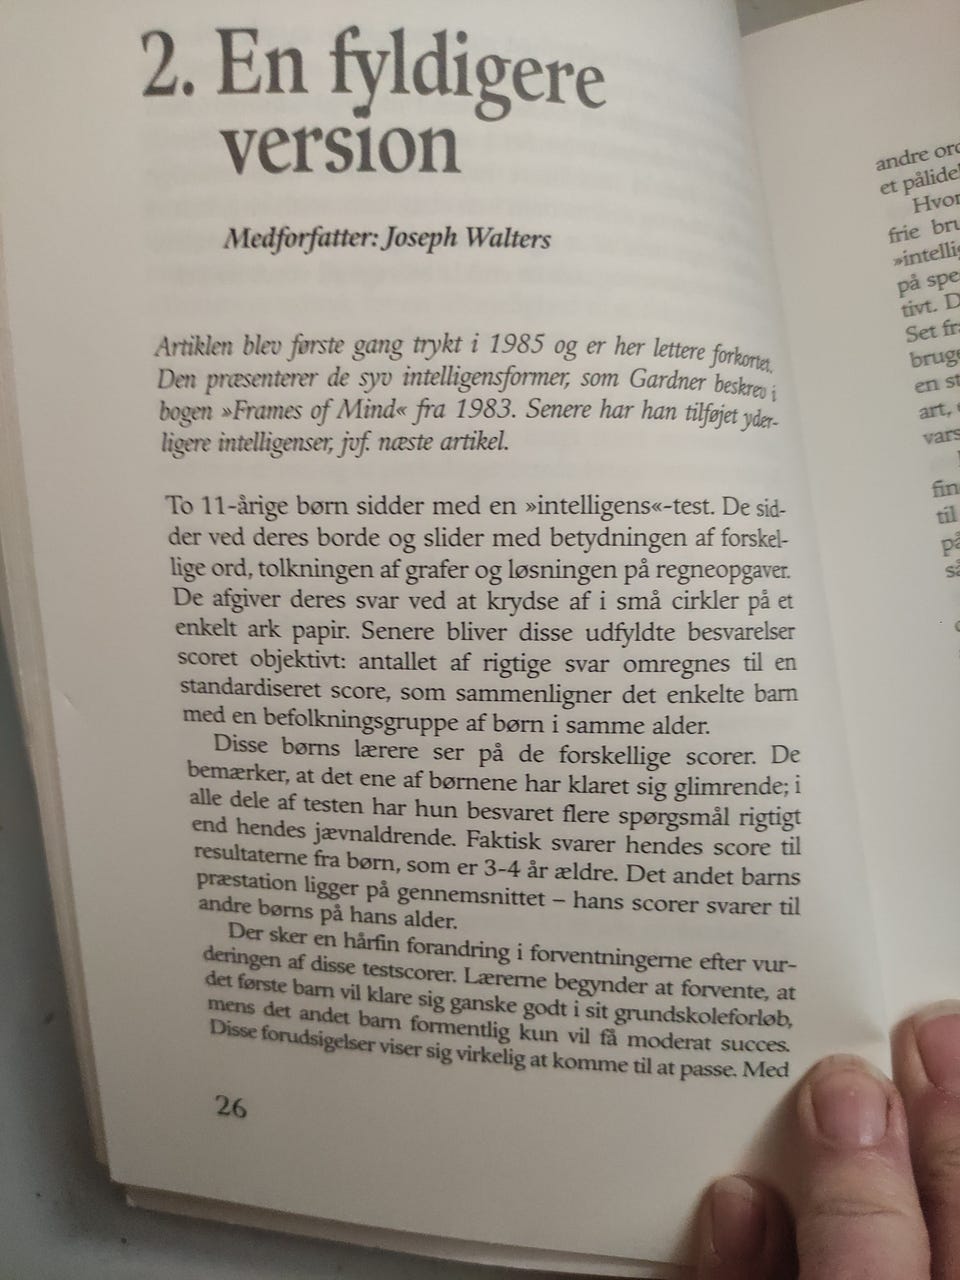 2. En fyldigere
version
Medforfatter: Joseph Walters
Artiklen blev første gang trykt i 1985 og er her lettere forkortet.
Den præsenterer de syv intelligensformer, som Gardner beskrev i
bogen »Frames of Mind« fra 1983. Senere har han tilføjet yder-
ligere intelligenser, jvf. næste artikel.
To 11-årige børn sidder med en »intelligens«-test. De sid-
der ved deres borde og slider med betydningen af forskel-
lige ord, tolkningen af grafer og løsningen på regneopgaver.
De afgiver deres svar ved at krydse af i små cirkler på et
enkelt ark papir. Senere bliver disse udfyldte besvarelser
scoret objektivt: antallet af rigtige svar omregnes til en
standardiseret score, som sammenligner det enkelte barn
med en befolkningsgruppe af børn i samme alder.
Disse børns lærere ser på de forskellige scorer. De
bemærker, at det ene af børnene har klaret sig glimrende; i
alle dele af testen har hun besvaret flere spørgsmål rigtigt
end hendes jævnaldrende. Faktisk svarer hendes score til
resultaterne fra børn, som er 3-4 år ældre. Det andet barns
præstation ligger på gennemsnittet – hans scorer svarer til
andre børns på hans alder.
Der sker en hårfin forandring i forventningerne efter vur-
deringen af disse testscorer. Lærerne begynder at forvente, at
det første barn vil klare sig ganske godt i sit grundskoleforløb,
mens det andet barn formentlig kun vil få moderat succes.
Disse forudsigelser viser sig virkelig at komme til at passe. Med
26
andre
et
frie
på
tivt.
Set
en
art,
til
på